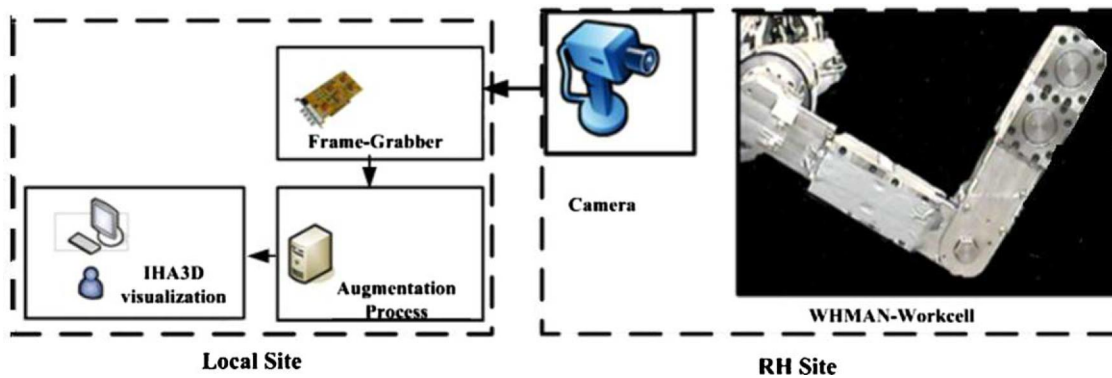 Frame-Grabber
Camera
IHA3D
visualization
Augmentation
Process
WHMAN-Workcell
Local Site
RH Site